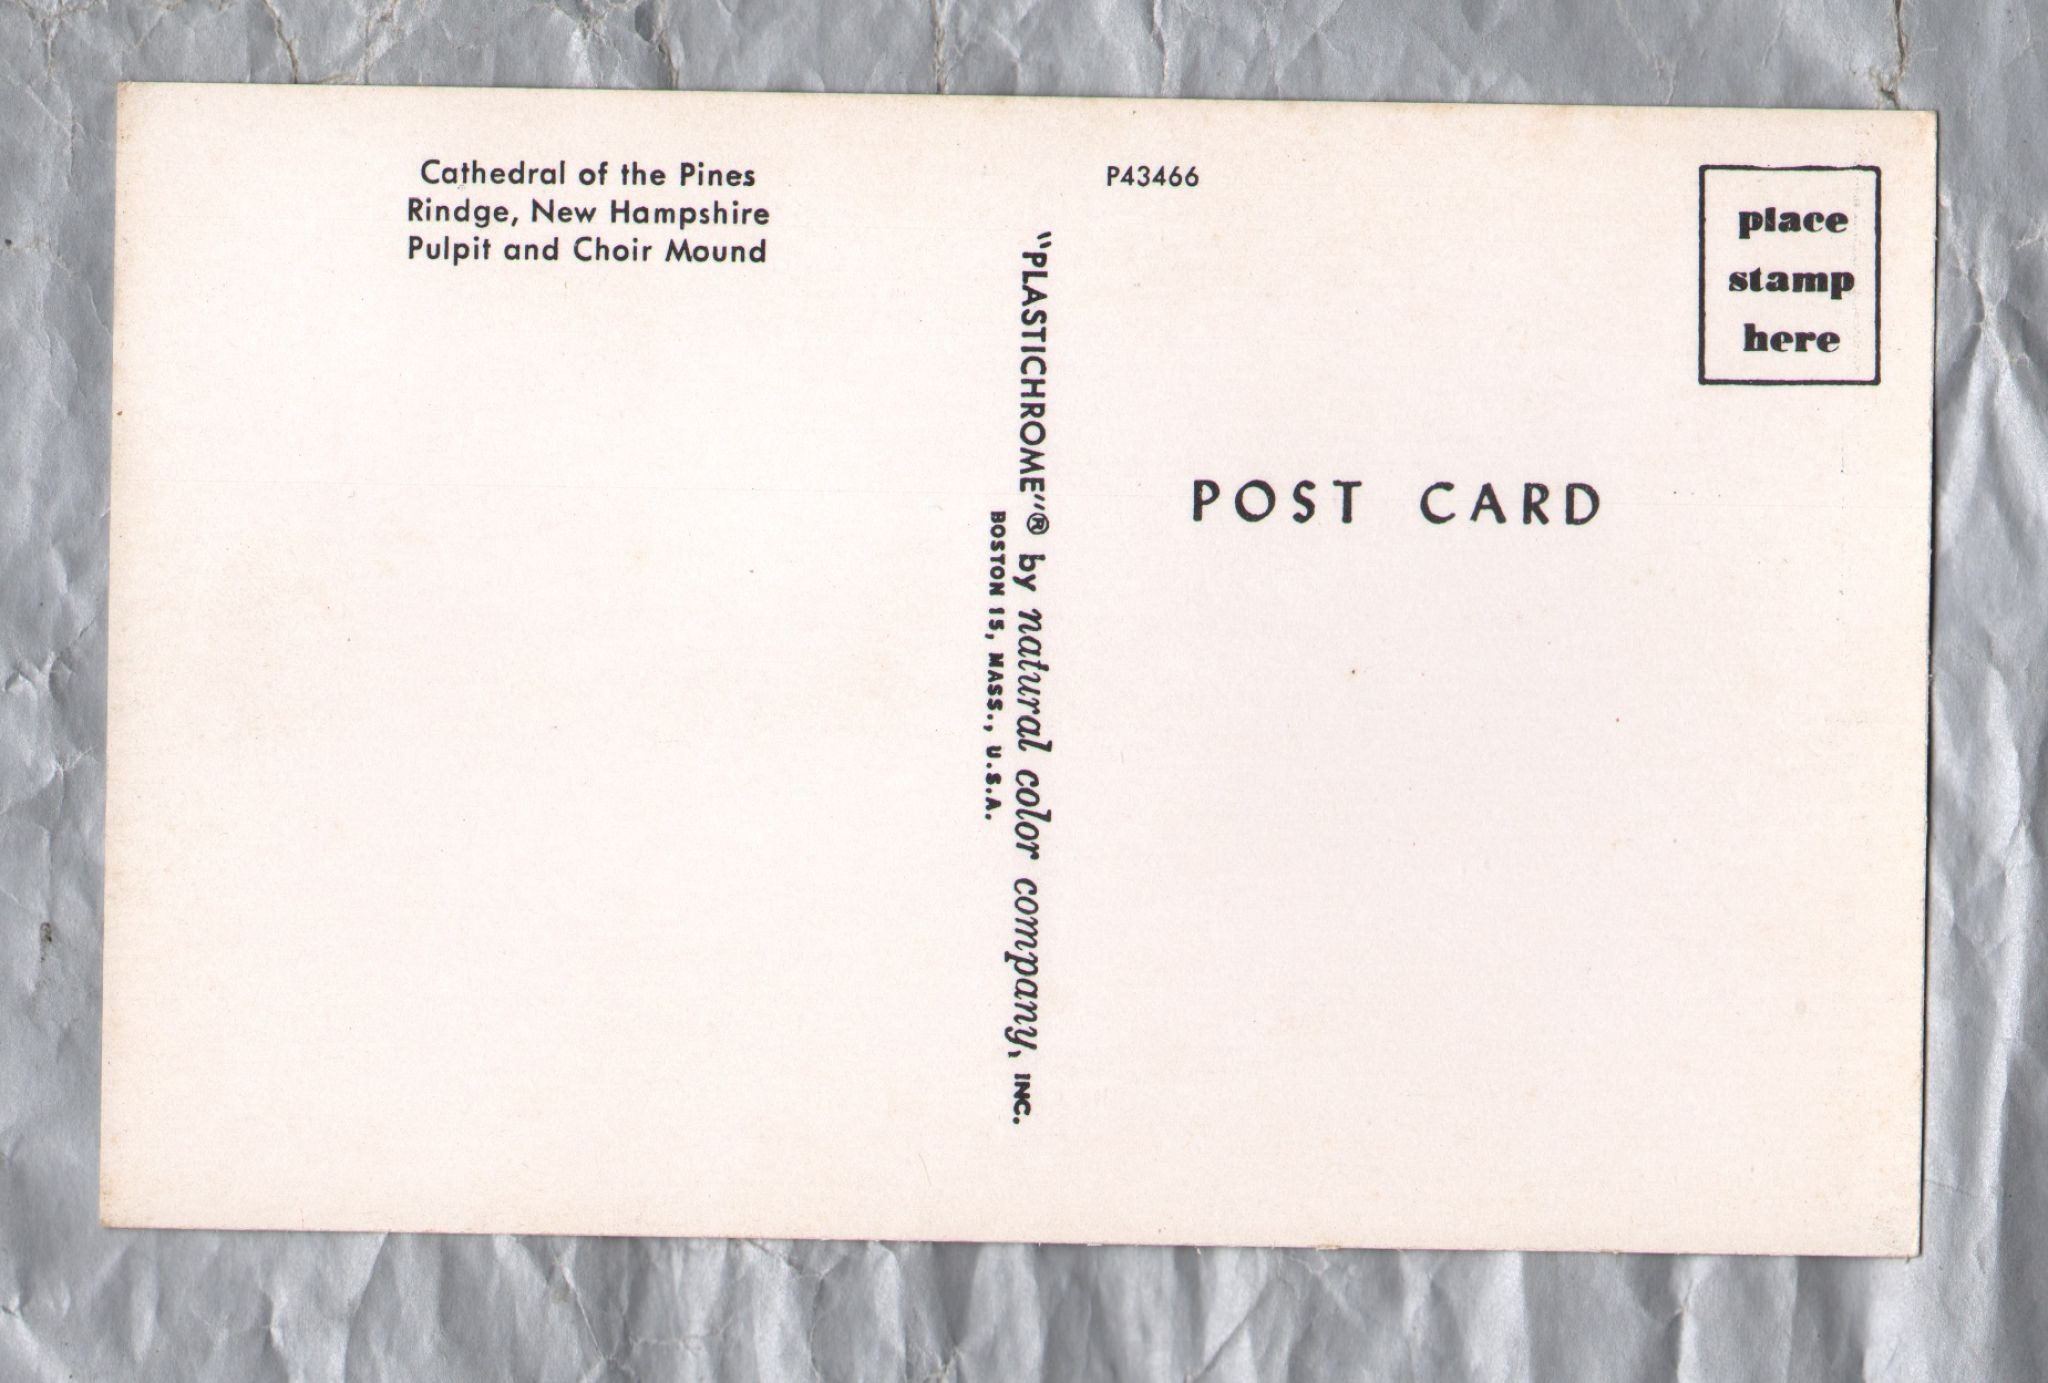 Cathedral of the Pines
Rindge, New Hampshire
Pulpit and Choir Mound
"PLASTICHROME"® by natural color company, INC.
BOSTON 15, MASS., U.S.A.
P43466
place
stamp
here
POST CARD